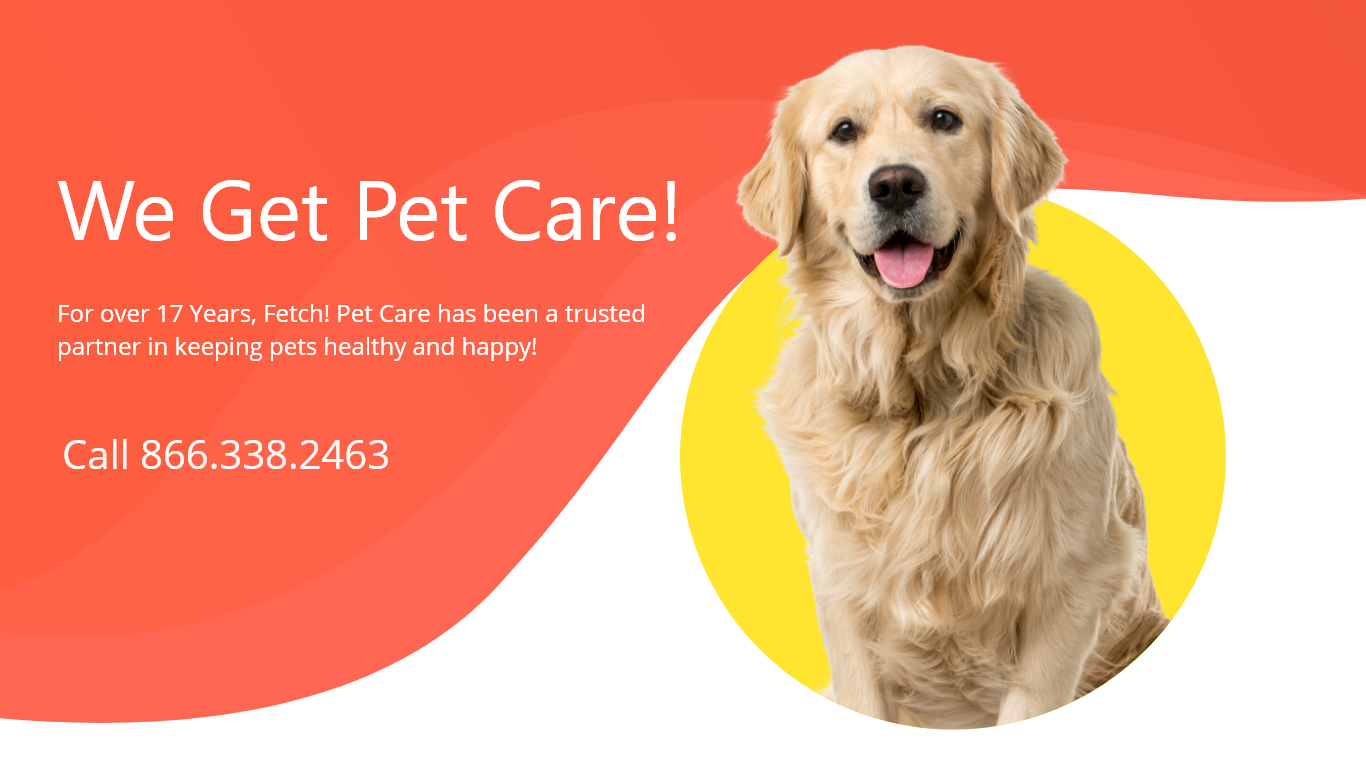 We Get Pet Care!
For over 17 Years, Fetch! Pet Care has been a trusted
partner in keeping pets healthy and happy!
Call 866.338.2463